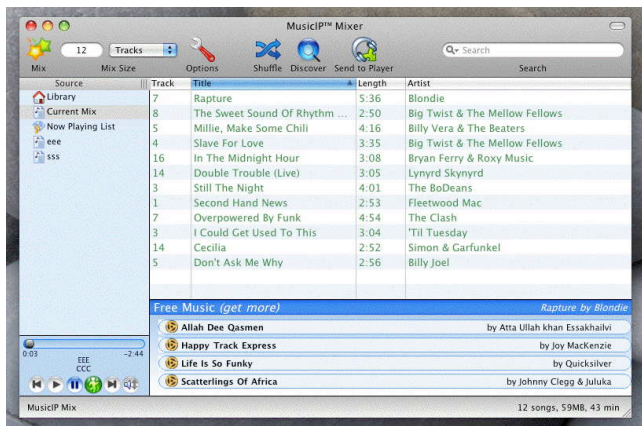 MusicIP™ Mixer
12 Tracks Search
Mix Mix Size Options Shuffle Discover Send to Player Search
Source Track Title Length Artist
Library
Current Mix
Now Playing List
eee
sss
7 Rapture 5:36 Blondie
8 The Sweet Sound Of Rhythm ... 2:50 Big Twist & The Mellow Fellows
5 Millie, Make Some Chili 4:16 Billy Vera & The Beaters
4 Slave For Love 3:35 Big Twist & The Mellow Fellows
16 In The Midnight Hour 3:08 Bryan Ferry & Roxy Music
14 Double Trouble (Live) 3:05 Lynyrd Skynyrd
3 Still The Night 4:01 The BoDeans
1 Second Hand News 2:53 Fleetwood Mac
7 Overpowered By Funk 4:54 The Clash
3 I Could Get Used To This 3:04 'Til Tuesday
14 Cecilia 2:52 Simon & Garfunkel
5 Don't Ask Me Why 2:56 Billy Joel
Free Music (get more) Rapture by Blondie
Allah Dee Qasmen by Atta Ullah khan Essakhailvi
Happy Track Express by Joy MacKenzie
Life Is So Funky by Quicksilver
Scatterlings Of Africa by Johnny Clegg & Juluka
0:03 -2:44
EEE
CCC
MusicIP Mix 12 songs, 59MB, 43 min